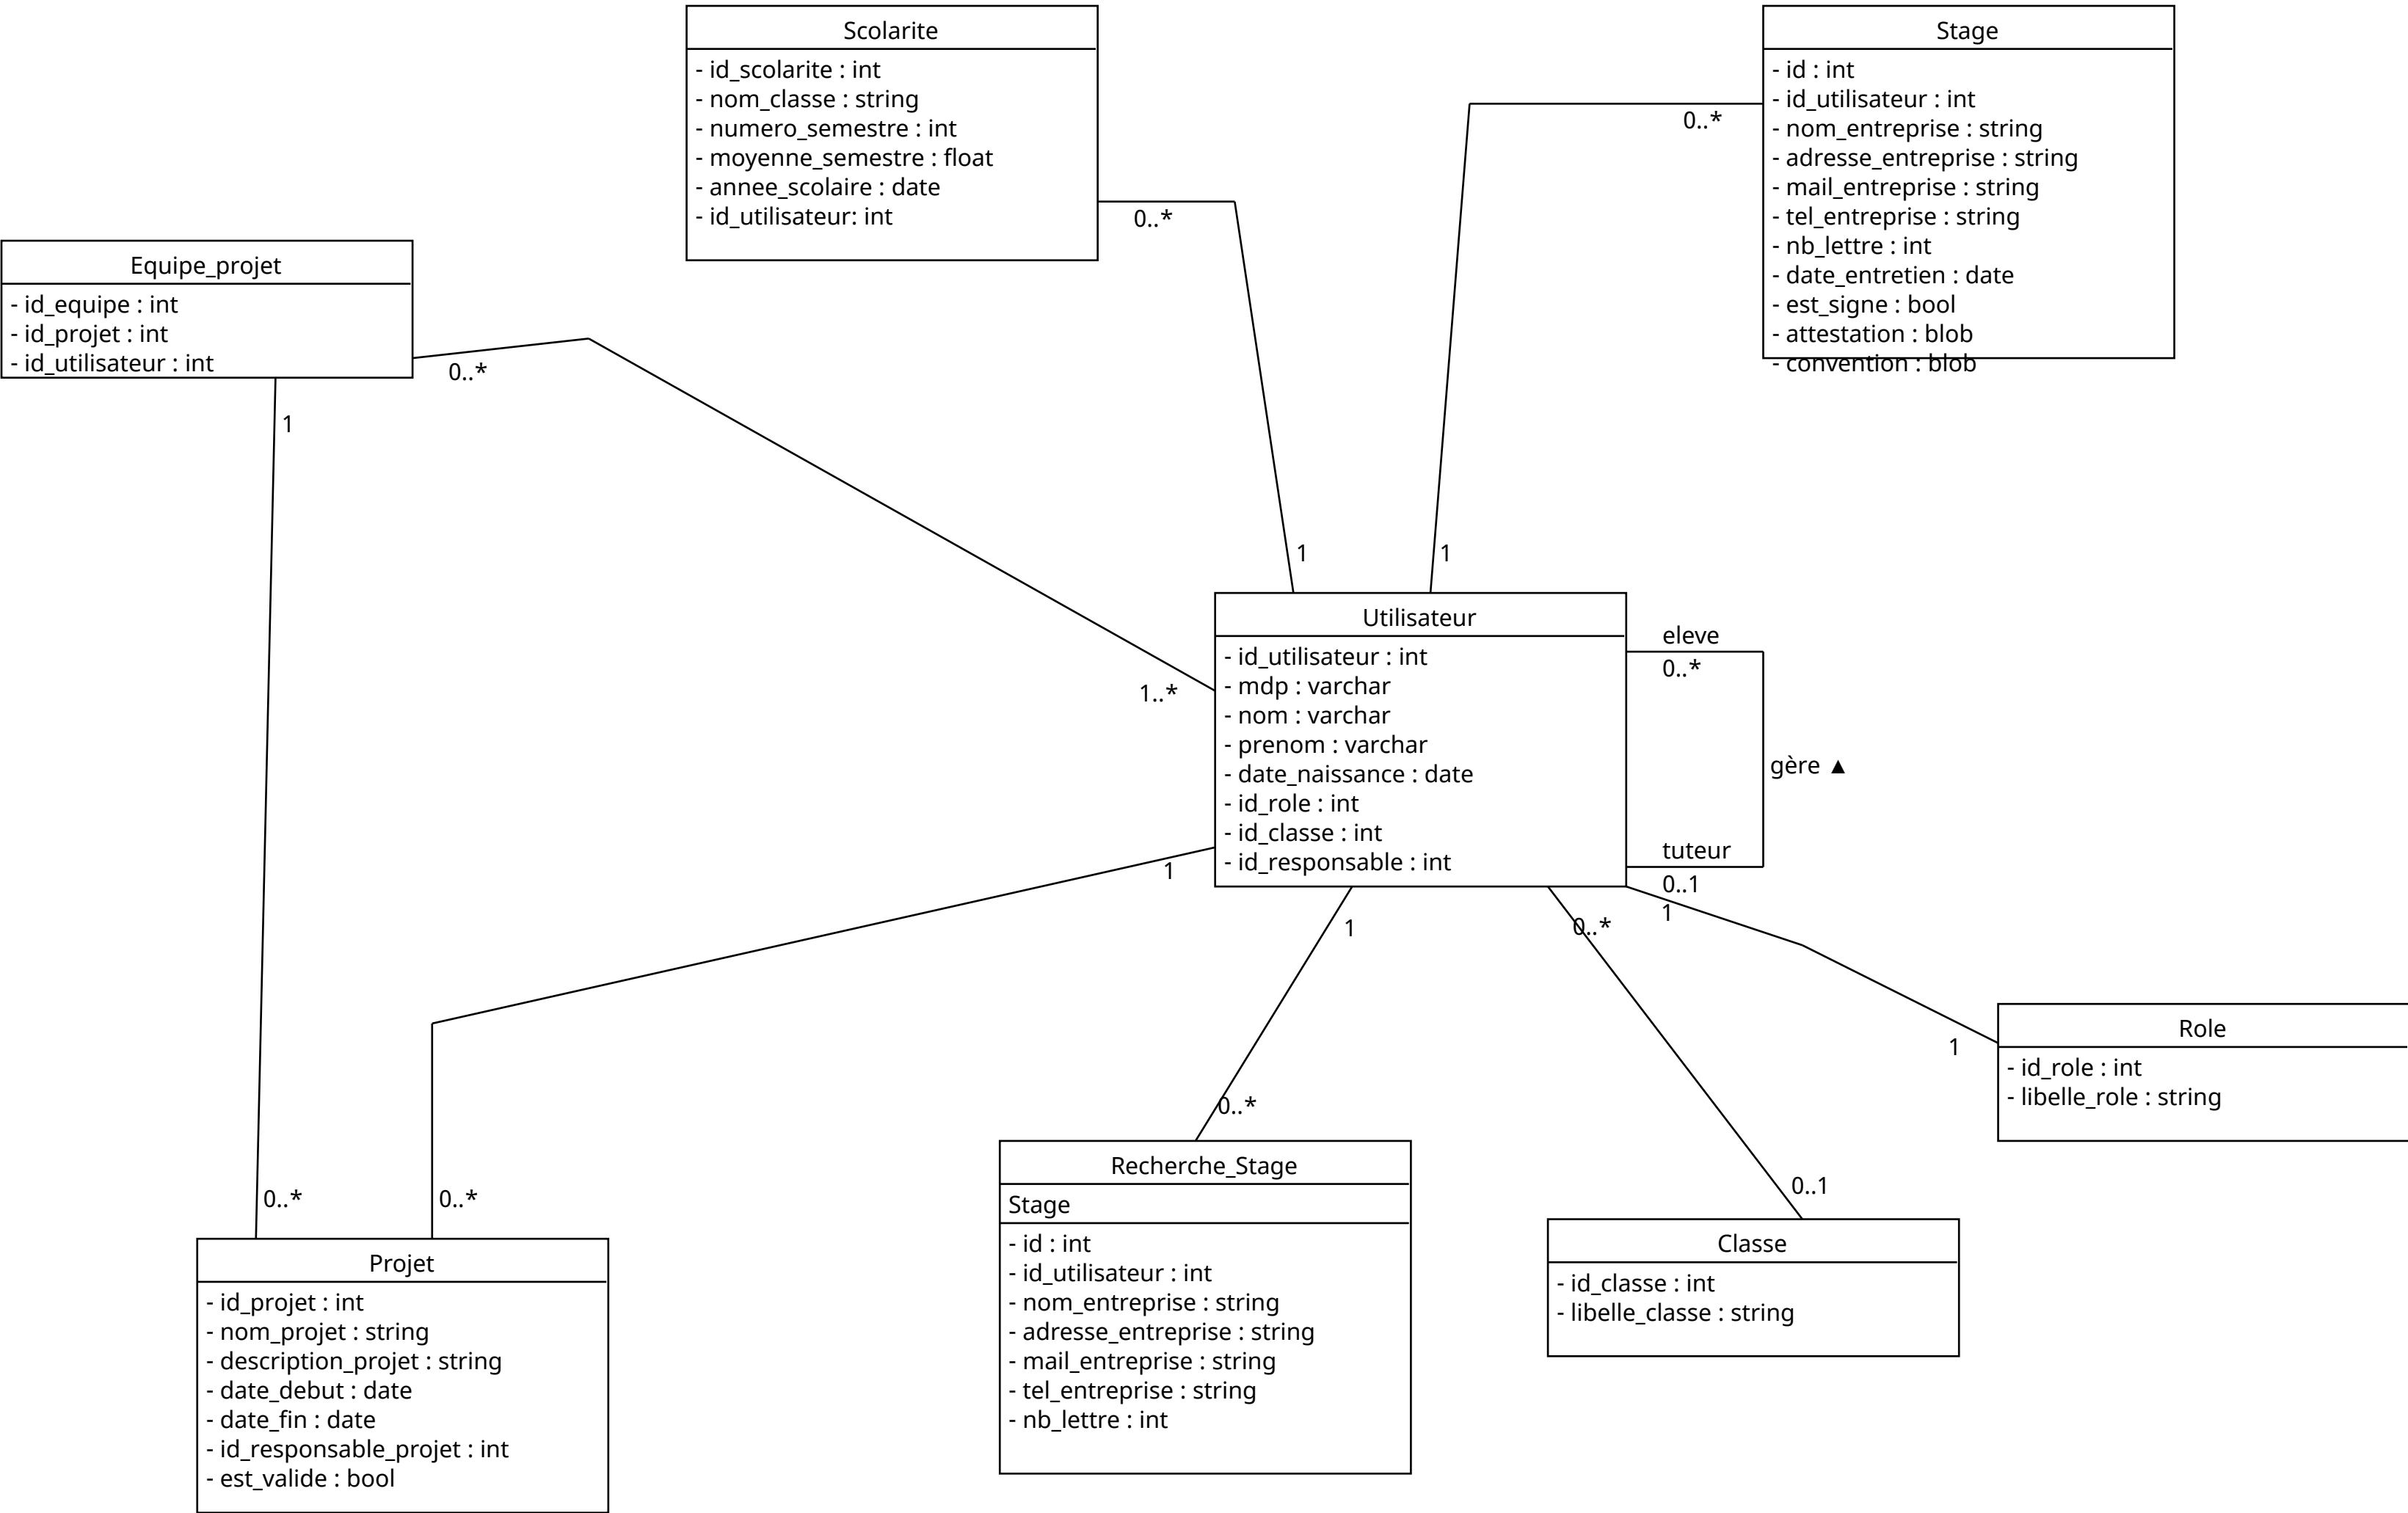 Scolarite
- id_scolarite : int
- nom_classe : string
- numero_semestre : int
- moyenne_semestre : float
- annee_scolaire : date
- id_utilisateur: int
0..*
Stage
- id : int
- id_utilisateur : int
- nom_entreprise : string
- adresse_entreprise : string
- mail_entreprise : string
- tel_entreprise : string
- nb_lettre : int
- date_entretien : date
- est_signe : bool
- attestation : blob
- convention : blob
0..*
Equipe_projet
- id_equipe : int
- id_projet : int
- id_utilisateur : int
0..*
1
1
1
1..*
Utilisateur
- id_utilisateur : int
- mdp : varchar
- nom : varchar
- prenom : varchar
- date_naissance : date
- id_role : int
- id_classe : int
- id_responsable : int
eleve
0..*
gère ▲
tuteur
0..1
1
1
1
0..*
1
Role
- id_role : int
- libelle_role : string
0..*
0..*
0..*
0..1
Projet
- id_projet : int
- nom_projet : string
- description_projet : string
- date_debut : date
- date_fin : date
- id_responsable_projet : int
- est_valide : bool
Recherche_Stage
Stage
- id : int
- id_utilisateur : int
- nom_entreprise : string
- adresse_entreprise : string
- mail_entreprise : string
- tel_entreprise : string
- nb_lettre : int
Classe
- id_classe : int
- libelle_classe : string